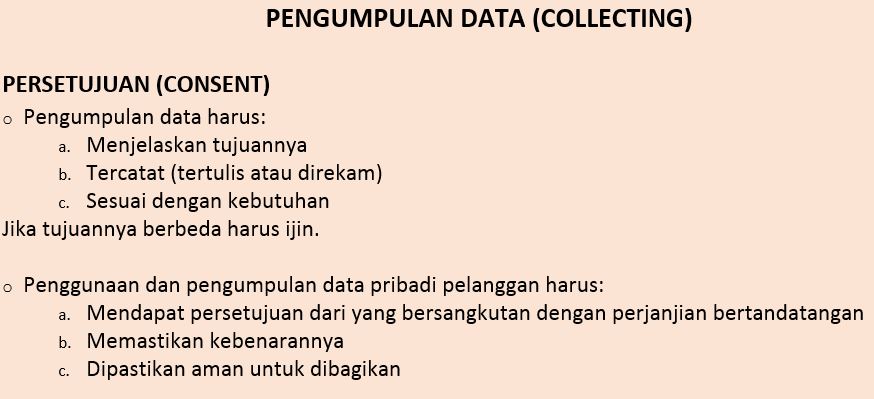 PENGUMPULAN DATA (COLLECTING)
PERSETUJUAN (CONSENT)
o Pengumpulan data harus:
a. Menjelaskan tujuannya
b. Tercatat (tertulis atau direkam)
c. Sesuai dengan kebutuhan
Jika tujuannya berbeda harus ijin.
o Penggunaan dan pengumpulan data pribadi pelanggan harus:
a. Mendapat persetujuan dari yang bersangkutan dengan perjanjian bertandatangan
b. Memastikan kebenarannya
c. Dipastikan aman untuk dibagikan